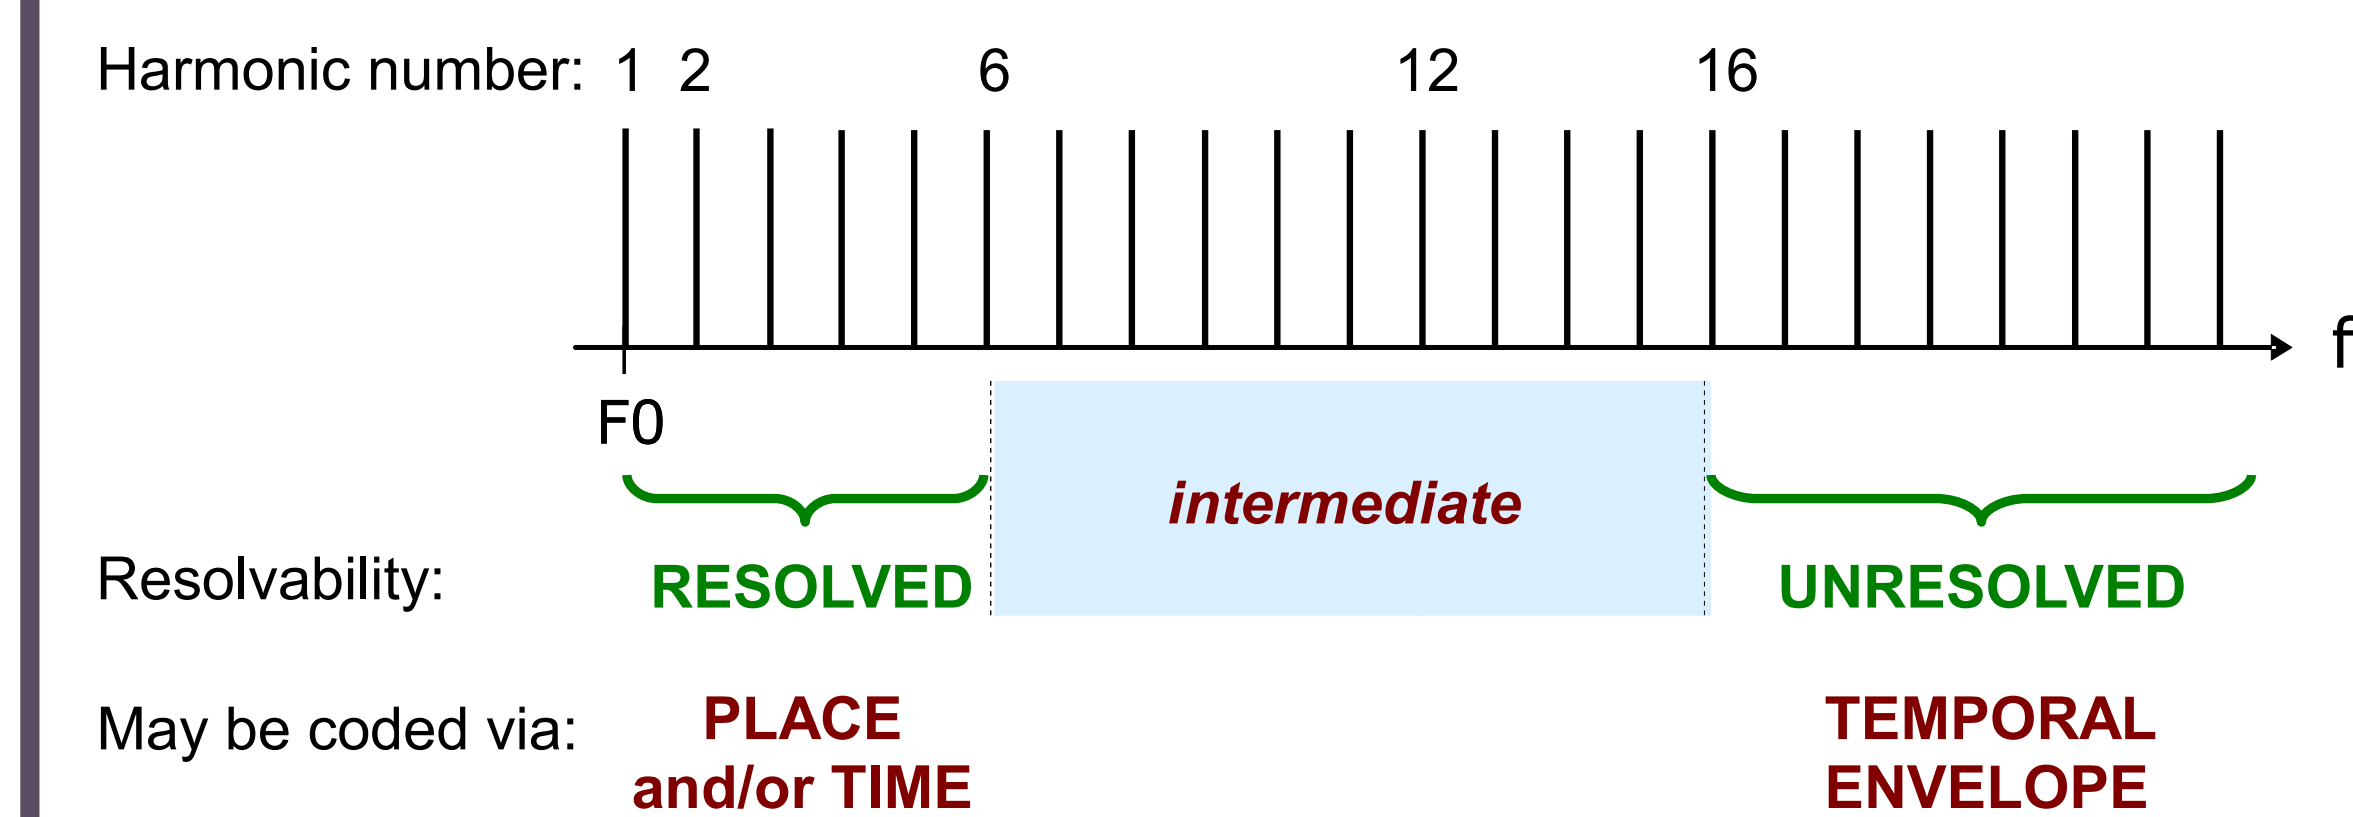 Harmonic number: 1 2 6 12 16
f
F0
intermediate
Resolvability: RESOLVED UNRESOLVED
May be coded via: PLACE and/or TIME TEMPORAL ENVELOPE